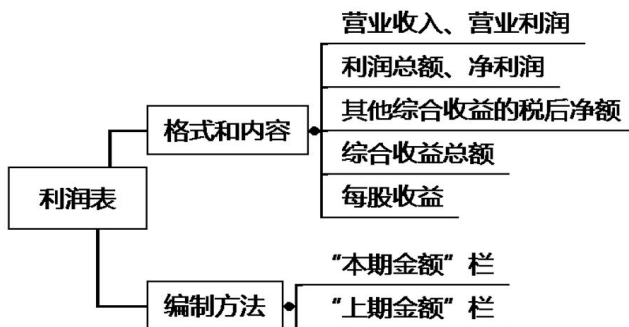 营业收入、营业利润
利润总额、净利润
其他综合收益的税后净额
综合收益总额
每股收益
格式和内容
利润表
“本期金额”栏
“上期金额”栏
编制方法